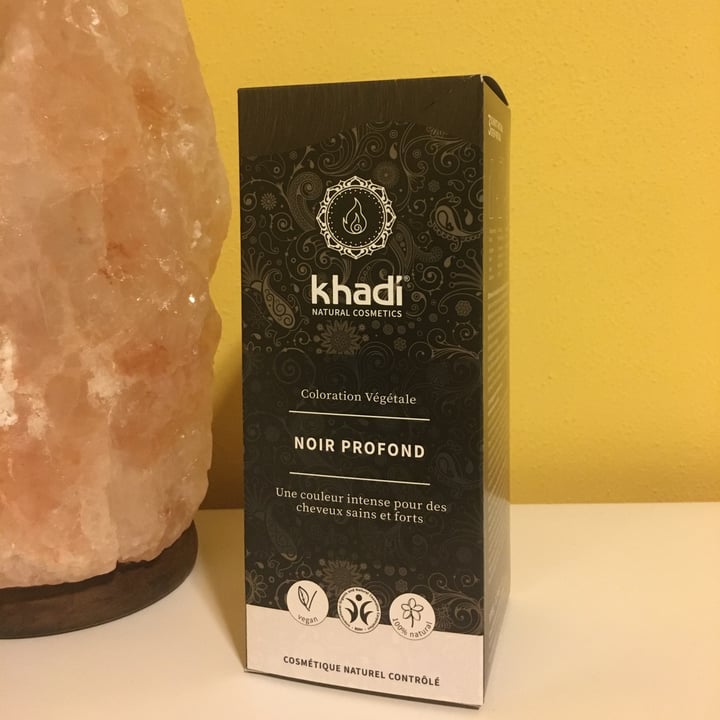 khadi®
NATURAL COSMETICS
Coloration Végétale
NOIR PROFOND
Une couleur intense pour des
cheveux sains et forts
vegan
BDIH
100% natural
COSMÉTIQUE NATUREL CONTRÔLÉ